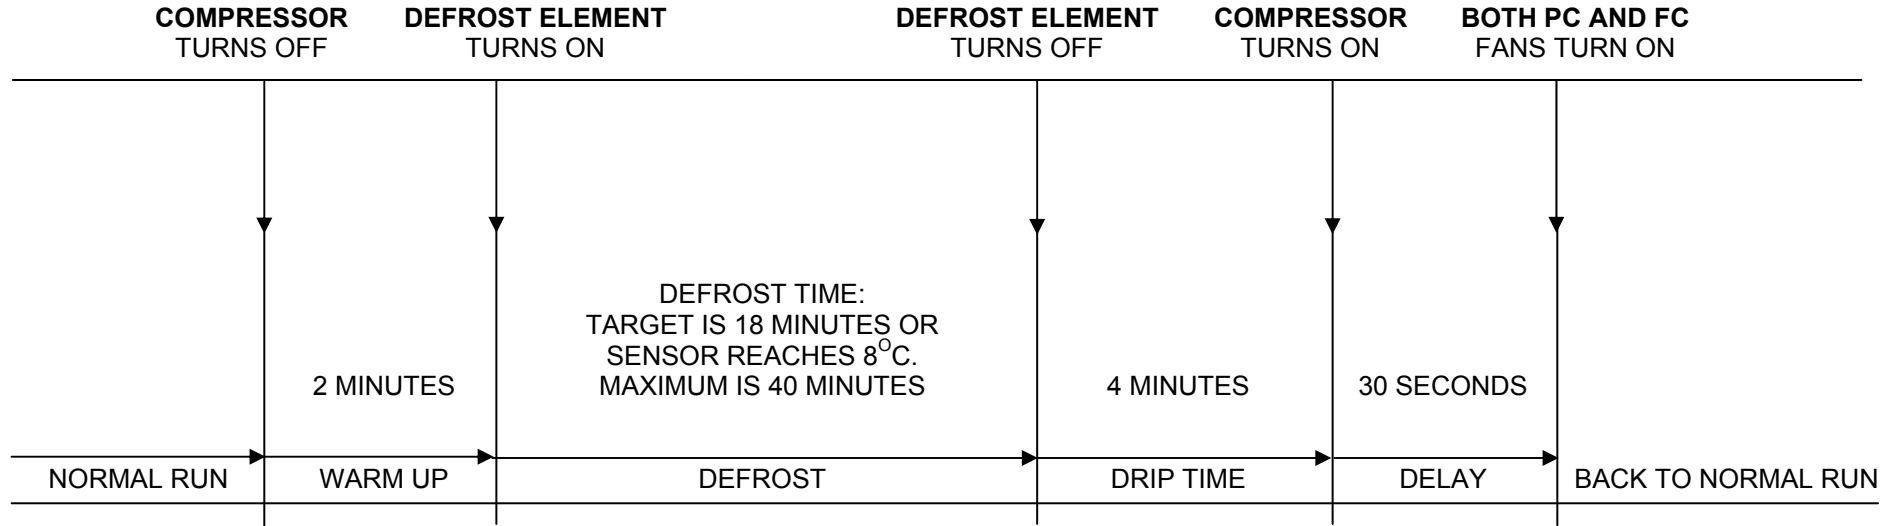 COMPRESSOR
TURNS OFF
DEFROST ELEMENT
TURNS ON
DEFROST ELEMENT
TURNS OFF
COMPRESSOR
TURNS ON
BOTH PC AND FC
FANS TURN ON
2 MINUTES
DEFROST TIME:
TARGET IS 18 MINUTES OR
SENSOR REACHES 8ᴼC.
MAXIMUM IS 40 MINUTES
4 MINUTES
30 SECONDS
NORMAL RUN
WARM UP
DEFROST
DRIP TIME
DELAY
BACK TO NORMAL RUN